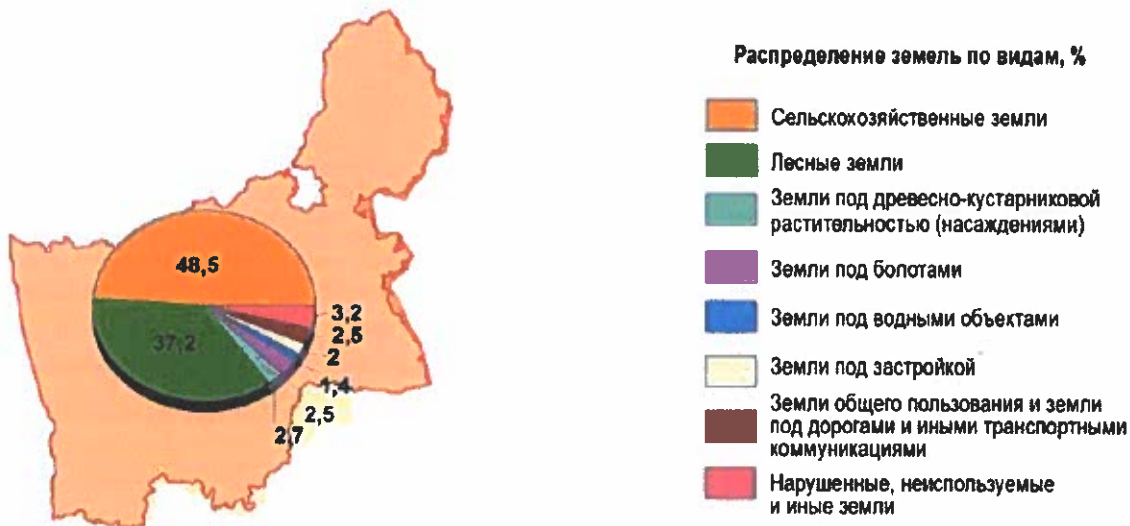 Распределение земель по видам, %
Сельскохозяйственные земли
Лесные земли
Земли под древесно-кустарниковой
растительностью (насаждениями)
Земли под болотами
Земли под водными объектами
Земли под застройкой
Земли общего пользования и земли
под дорогами и иными транспортными
коммуникациями
Нарушенные, неиспользуемые
и иные земли
48,5
37,2
3,2
2,5
2
1,4
2,5
2,7